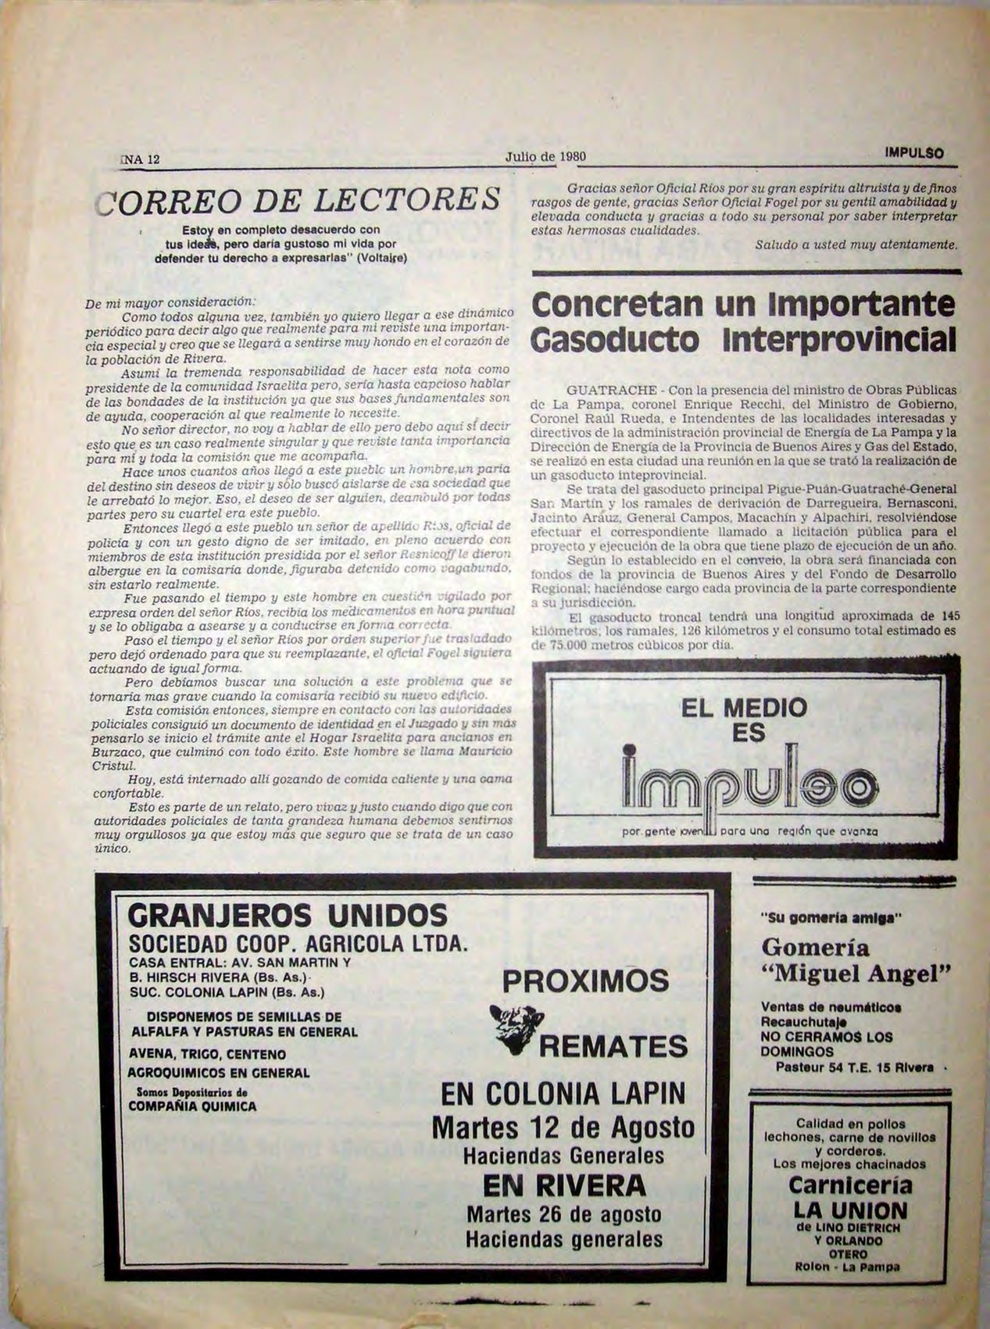 NA 12
Julio de 1980
IMPULSO
CORREO DE LECTORES
Estoy en completo desacuerdo con
tus ideas, pero daría gustoso mi vida por
defender tu derecho a expresarlas" (Voltaire)
De mi mayor consideración:
Como todos alguna vez, también yo quiero llegar a ese dinámico
periódico para decir algo que realmente para mí reviste una importan-
cia especial y creo que se llegará a sentirse muy hondo en el corazón de
la población de Rivera.
Asumí la tremenda responsabilidad de hacer esta nota como
presidente de la comunidad Israelita pero, sería hasta capcioso hablar
de las bondades de la institución ya que sus bases fundamentales son
de ayuda, cooperación al que realmente lo necesite.
No señor director, no voy a hablar de ello pero debo aquí sí decir
esto que es un caso realmente singular y que reviste tanta importancia
para mí y toda la comisión que me acompaña.
Hace unos cuantos años llegó a este pueblo un hombre,un paria
del destino sin deseos de vivir y sólo buscó aislarse de esa sociedad que
le arrebató lo mejor. Eso, el deseo de ser alguien, deambuló por todas
partes pero su cuartel era este pueblo.
Entonces llegó a este pueblo un señor de apellido Ríos, oficial de
policía y con un gesto digno de ser imitado, en pleno acuerdo con
miembros de esta institución presidida por el señor Resnicoff le dieron
albergue en la comisaría donde, figuraba detenido como vagabundo,
sin estarlo realmente.
Fue pasando el tiempo y este hombre en cuestión vigilado por
expresa orden del señor Ríos, recibía los medicamentos en hora puntual
y se lo obligaba a asearse y a conducirse en forma correcta.
Pasó el tiempo y el señor Ríos por orden superior fue trasladado
pero dejó ordenado para que su reemplazante, el oficial Fogel siguiera
actuando de igual forma.
Pero debíamos buscar una solución a este problema que se
tornaría mas grave cuando la comisaría recibió su nuevo edificio.
Esta comisión entonces, siempre en contacto con las autoridades
policiales consiguió un documento de identidad en el Juzgado y sin más
pensarlo se inicio el trámite ante el Hogar Israelita para ancianos en
Burzaco, que culminó con todo éxito. Este hombre se llama Mauricio
Cristul.
Hoy, está internado allí gozando de comida caliente y una cama
confortable.
Esto es parte de un relato, pero vivaz y justo cuando digo que con
autoridades policiales de tanta grandeza humana debemos sentirnos
muy orgullosos ya que estoy más que seguro que se trata de un caso
único.
Gracias señor Oficial Ríos por su gran espíritu altruista y de finos
rasgos de gente, gracias Señor Oficial Fogel por su gentil amabilidad y
elevada conducta y gracias a todo su personal por saber interpretar
estas hermosas cualidades.
Saludo a usted muy atentamente.
Concretan un Importante
Gasoducto Interprovincial
GUATRACHE - Con la presencia del ministro de Obras Públicas
de La Pampa, coronel Enrique Recchi, del Ministro de Gobierno,
Coronel Raúl Rueda, e Intendentes de las localidades interesadas y
directivos de la administración provincial de Energía de La Pampa y la
Dirección de Energía de la Provincia de Buenos Aires y Gas del Estado,
se realizó en esta ciudad una reunión en la que se trató la realización de
un gasoducto inteprovincial.
Se trata del gasoducto principal Pigue-Puán-Guatraché-General
San Martín y los ramales de derivación de Darregueira, Bernasconi,
Jacinto Aráuz, General Campos, Macachín y Alpachiri, resolviéndose
efectuar el correspondiente llamado a licitación pública para el
proyecto y ejecución de la obra que tiene plazo de ejecución de un año.
Según lo establecido en el conveio, la obra será financiada con
fondos de la provincia de Buenos Aires y del Fondo de Desarrollo
Regional, haciéndose cargo cada provincia de la parte correspondiente
a su jurisdicción.
El gasoducto troncal tendrá una longitud aproximada de 145
kilómetros; los ramales, 126 kilómetros y el consumo total estimado es
de 75.000 metros cúbicos por día.
EL MEDIO
ES
impulso
por gente joven para una región que avanza
GRANJEROS UNIDOS
SOCIEDAD COOP. AGRICOLA LTDA.
CASA ENTRAL: AV. SAN MARTIN Y
B. HIRSCH RIVERA (Bs. As.)
SUC. COLONIA LAPIN (Bs. As.)
DISPONEMOS DE SEMILLAS DE
ALFALFA Y PASTURAS EN GENERAL
AVENA, TRIGO, CENTENO
AGROQUIMICOS EN GENERAL
Somos Depositarios de
COMPAÑIA QUIMICA
PROXIMOS
REMATES
EN COLONIA LAPIN
Martes 12 de Agosto
Haciendas Generales
EN RIVERA
Martes 26 de agosto
Haciendas generales
"Su gomería amiga"
Gomería
"Miguel Angel"
Ventas de neumáticos
Recauchutaje
NO CERRAMOS LOS
DOMINGOS
Pasteur 54 T.E. 15 Rivera
Calidad en pollos
lechones, carne de novillos
y corderos.
Los mejores chacinados
Carnicería
LA UNION
de LINO DIETRICH
Y ORLANDO
OTERO
Rolon - La Pampa